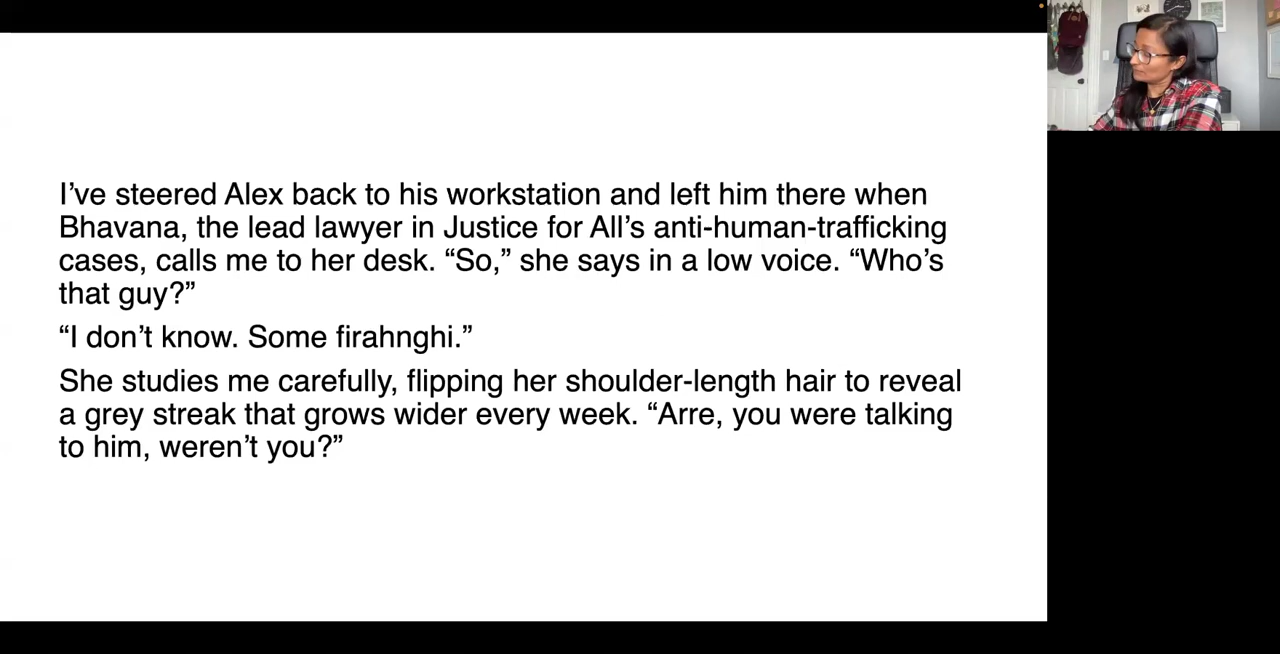 I’ve steered Alex back to his workstation and left him there when
Bhavana, the lead lawyer in Justice for All’s anti-human-trafficking
cases, calls me to her desk. “So,” she says in a low voice. “Who’s
that guy?”
“I don’t know. Some firahnghi.”
She studies me carefully, flipping her shoulder-length hair to reveal
a grey streak that grows wider every week. “Arre, you were talking
to him, weren’t you?”